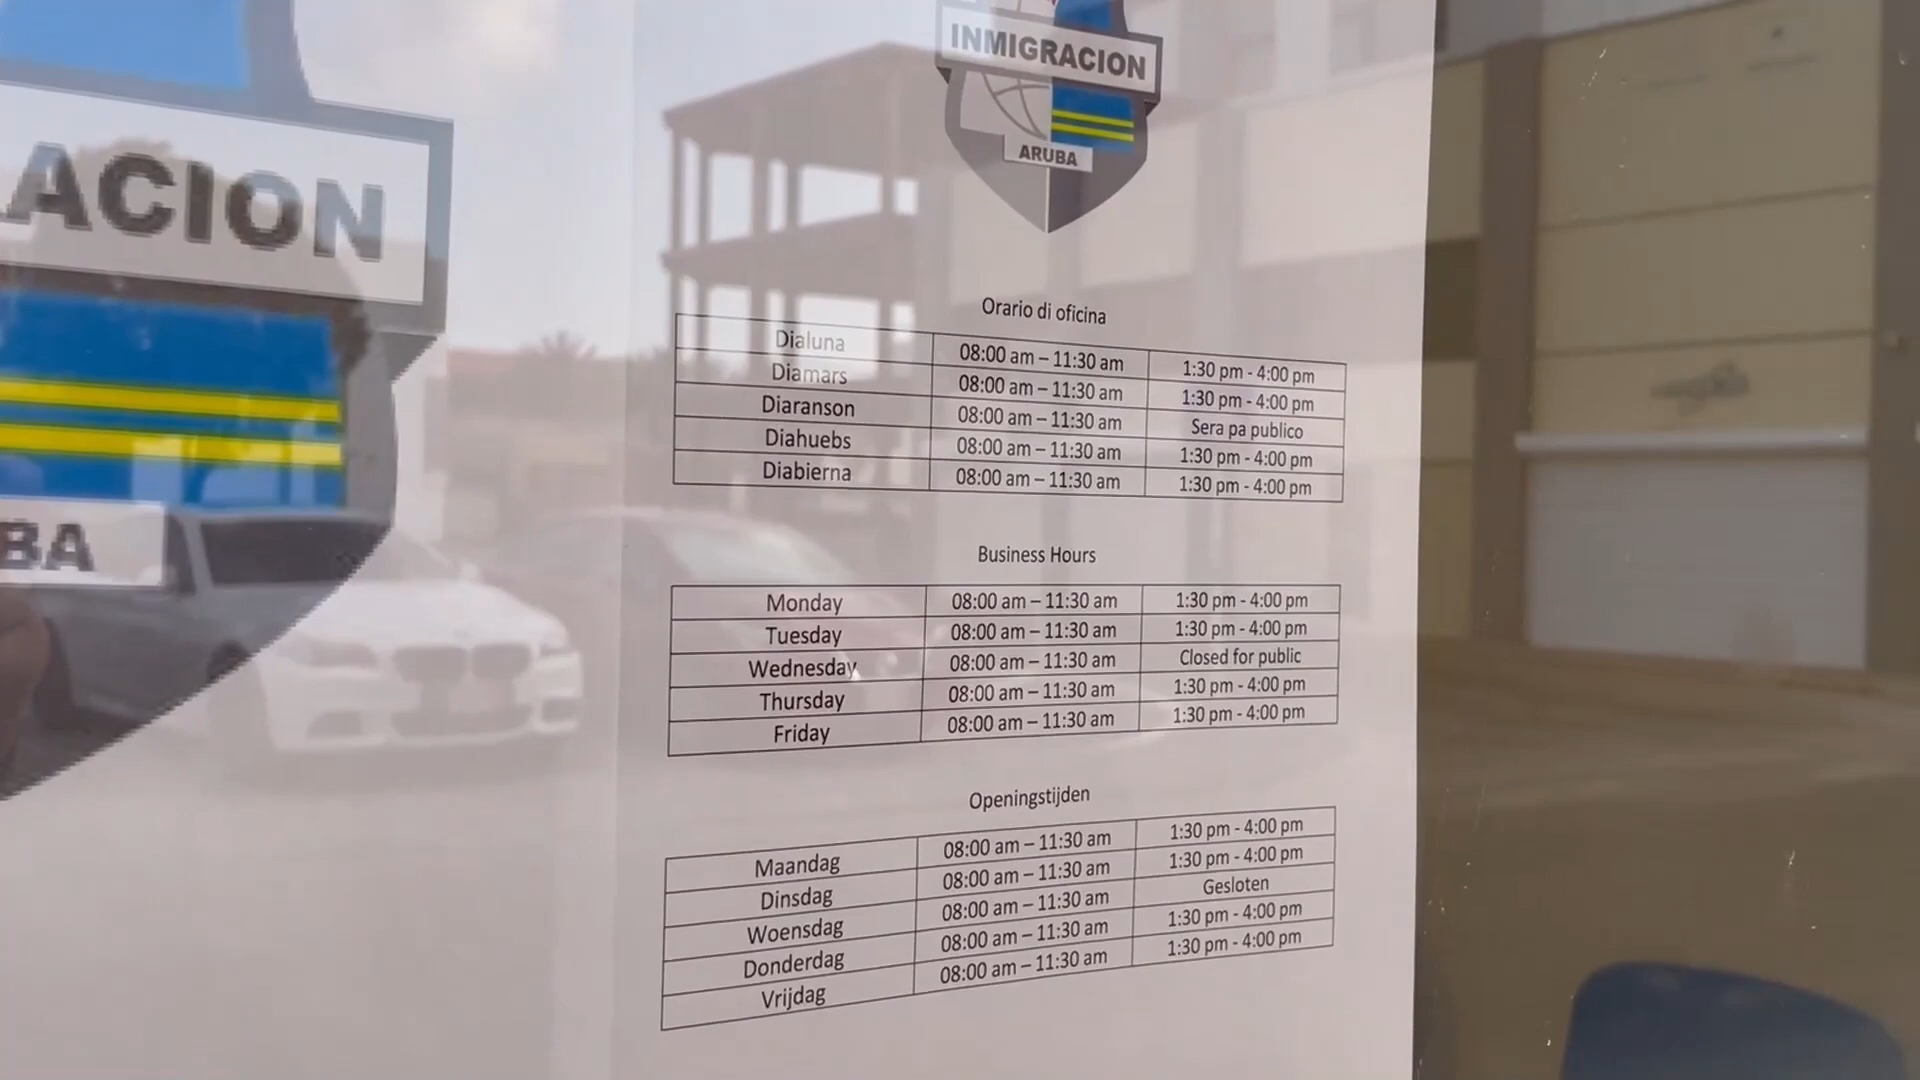 ACION
BA
INMIGRACION
ARUBA
Orario di oficina
Dialuna 08:00 am – 11:30 am 1:30 pm - 4:00 pm
Diamars 08:00 am – 11:30 am 1:30 pm - 4:00 pm
Diaranson 08:00 am – 11:30 am Sera pa publico
Diahuebs 08:00 am – 11:30 am 1:30 pm - 4:00 pm
Diabierna 08:00 am – 11:30 am 1:30 pm - 4:00 pm
Business Hours
Monday 08:00 am – 11:30 am 1:30 pm - 4:00 pm
Tuesday 08:00 am – 11:30 am 1:30 pm - 4:00 pm
Wednesday 08:00 am – 11:30 am Closed for public
Thursday 08:00 am – 11:30 am 1:30 pm - 4:00 pm
Friday 08:00 am – 11:30 am 1:30 pm - 4:00 pm
Openingstijden
Maandag 08:00 am – 11:30 am 1:30 pm - 4:00 pm
Dinsdag 08:00 am – 11:30 am 1:30 pm - 4:00 pm
Woensdag 08:00 am – 11:30 am Gesloten
Donderdag 08:00 am – 11:30 am 1:30 pm - 4:00 pm
Vrijdag 08:00 am – 11:30 am 1:30 pm - 4:00 pm